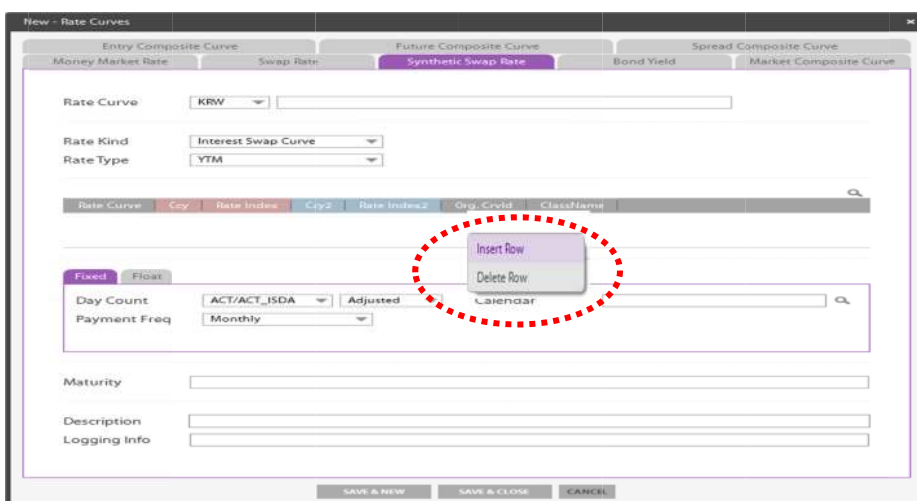 New - Rate Curves
Entry Composite Curve Future Composite Curve Spread Composite Curve
Money Market Rate Swap Rate Synthetic Swap Rate Bond Yield Market Composite Curve
Rate Curve KRW
Rate Kind Interest Swap Curve
Rate Type YTM
Rate Curve Ccy Rate Index Ccy2 Rate Index2 Org. CrvId ClassName
Insert Row
Delete Row
Fixed Float
Day Count ACT/ACT_ISDA Adjusted Calendar
Payment Freq Monthly
Maturity
Description
Logging Info
SAVE & NEW SAVE & CLOSE CANCEL